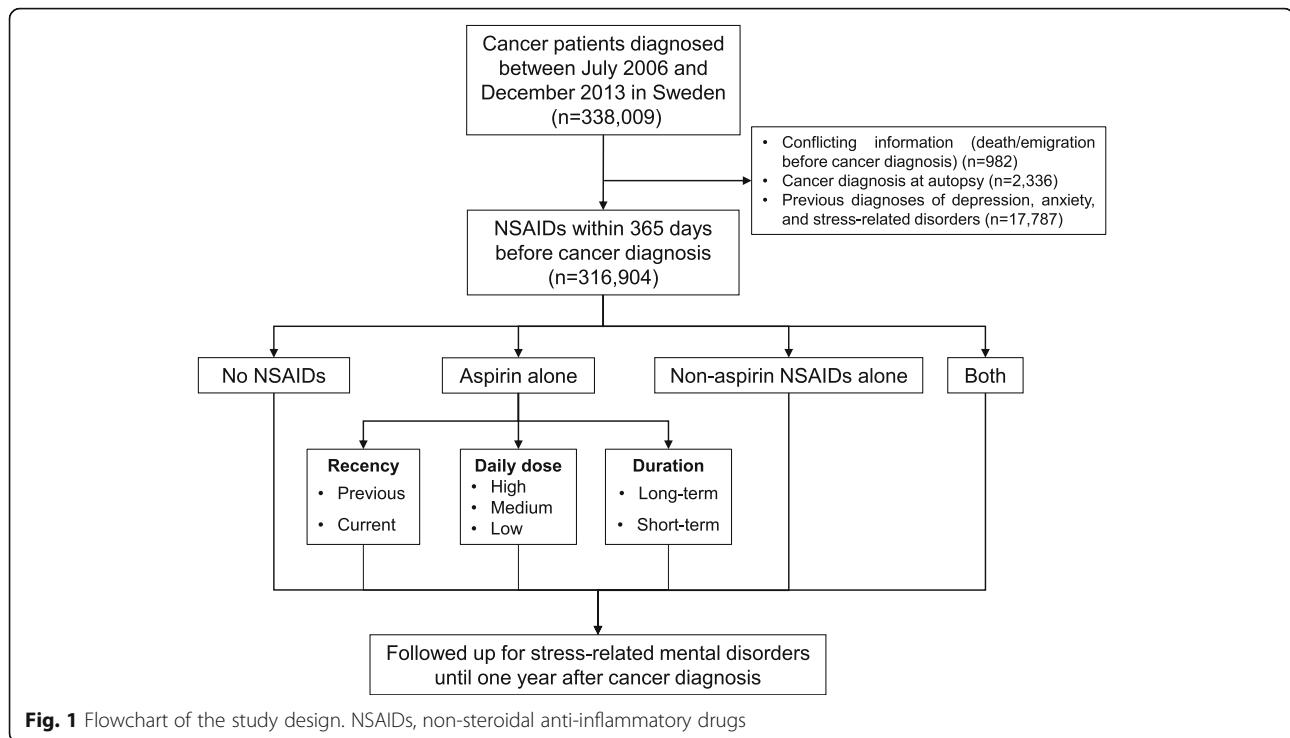 Cancer patients diagnosed
between July 2006 and
December 2013 in Sweden
(n=338,009)
• Conflicting information (death/emigration
before cancer diagnosis) (n=982)
• Cancer diagnosis at autopsy (n=2,336)
• Previous diagnoses of depression, anxiety,
and stress-related disorders (n=17,787)
NSAIDs within 365 days
before cancer diagnosis
(n=316,904)
No NSAIDs
Aspirin alone
Non-aspirin NSAIDs alone
Both
Recency
• Previous
• Current
Daily dose
• High
• Medium
• Low
Duration
• Long-term
• Short-term
Followed up for stress-related mental disorders
until one year after cancer diagnosis
Fig. 1 Flowchart of the study design. NSAIDs, non-steroidal anti-inflammatory drugs